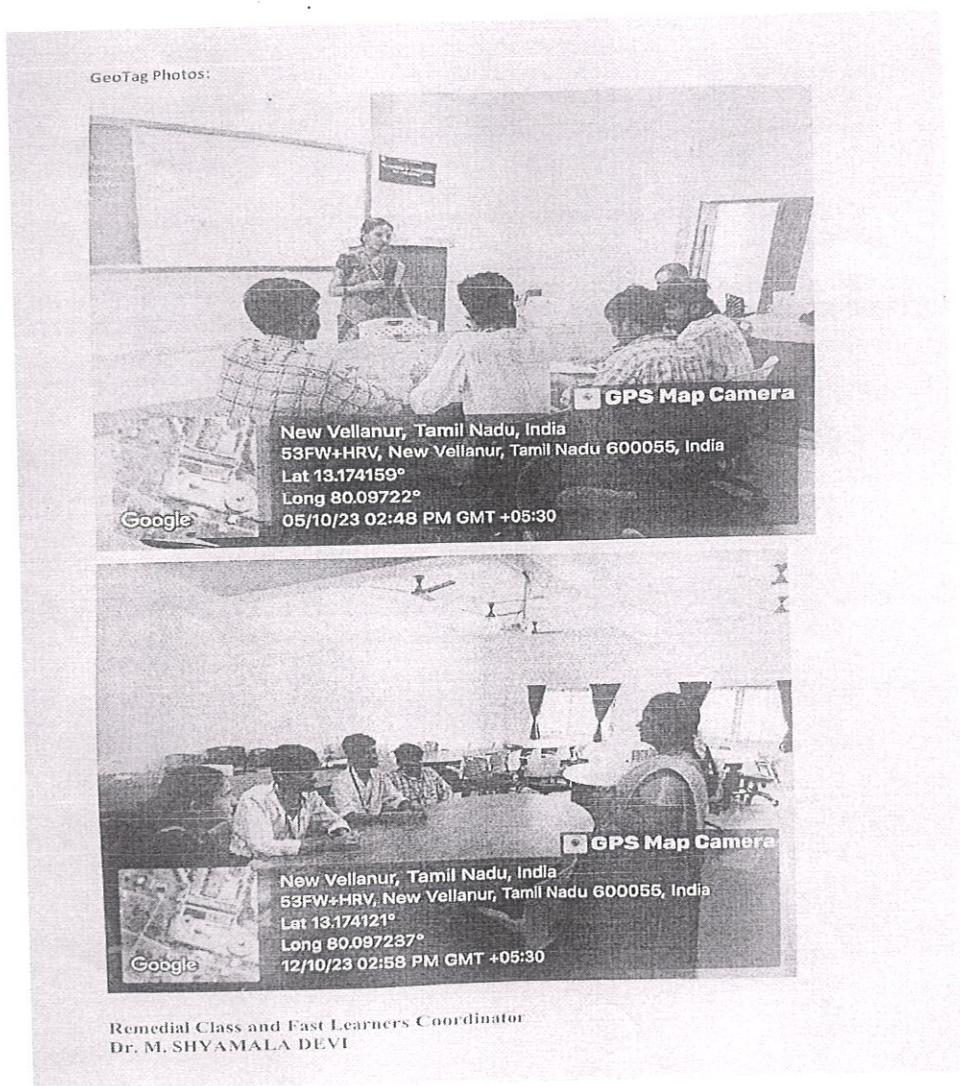 GeoTag Photos:
GPS Map Camera
New Vellanur, Tamil Nadu, India
53FW+HRV, New Vellanur, Tamil Nadu 600055, India
Lat 13.174159°
Long 80.09722°
05/10/23 02:48 PM GMT +05:30
Google
GPS Map Camera
New Vellanur, Tamil Nadu, India
53FW+HRV, New Vellanur, Tamil Nadu 600055, India
Lat 13.174121°
Long 80.097237°
12/10/23 02:58 PM GMT +05:30
Google
Remedial Class and Fast Learners Coordinator
Dr. M. SHYAMALA DEVI